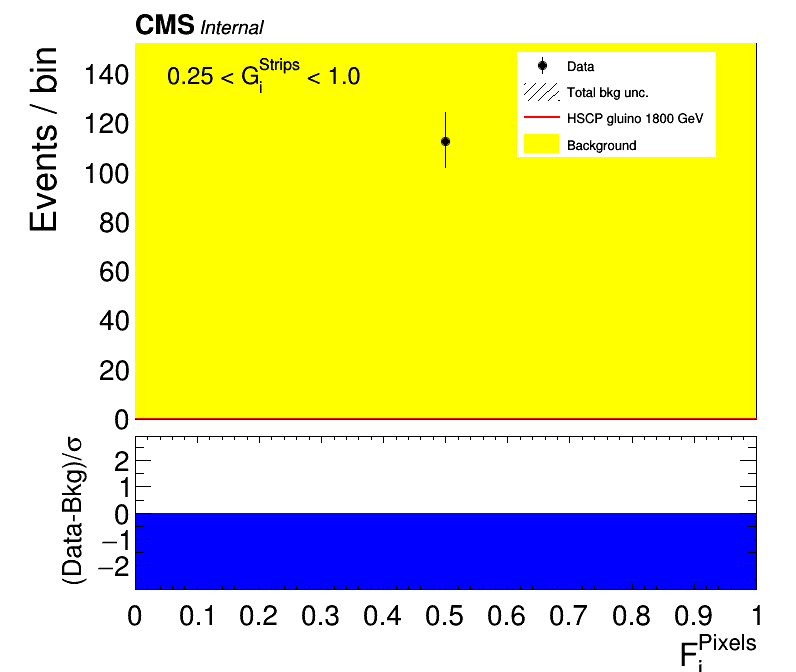 CMS Internal
Events / bin
140
120
100
80
60
40
20
0
0.25 < G_i^Strips < 1.0
Data
Total bkg unc.
HSCP gluino 1800 GeV
Background
(Data-Bkg)/σ
2
1
0
−1
−2
0 0.1 0.2 0.3 0.4 0.5 0.6 0.7 0.8 0.9 1
F_i^Pixels